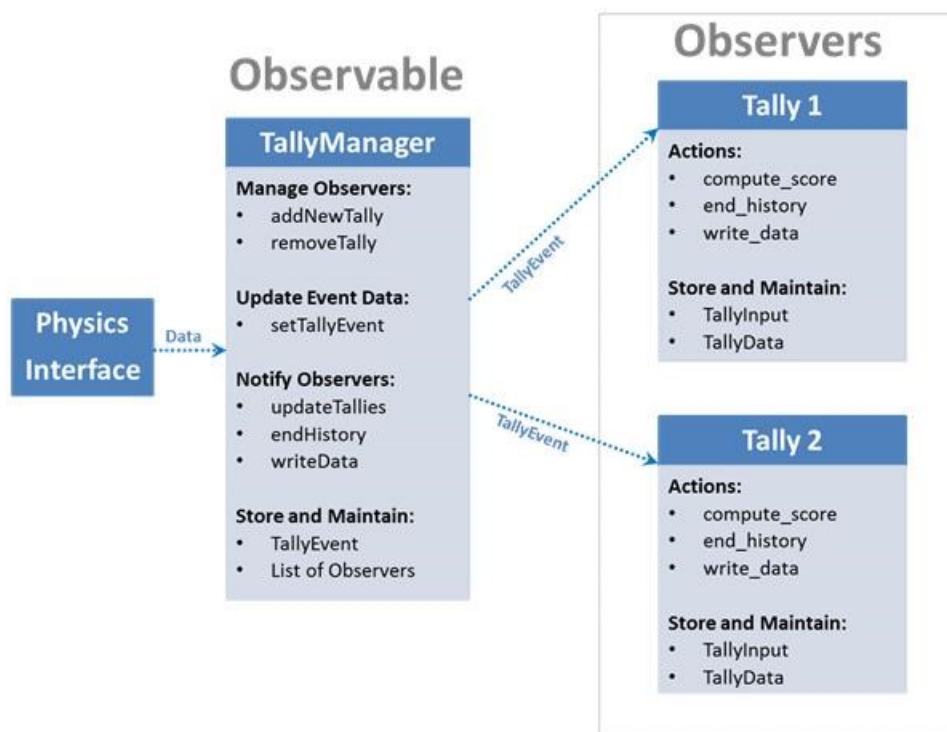 Observable
TallyManager
Manage Observers:
• addNewTally
• removeTally
Update Event Data:
• setTallyEvent
Notify Observers:
• updateTallies
• endHistory
• writeData
Store and Maintain:
• TallyEvent
• List of Observers
Physics
Interface
Data
TallyEvent
TallyEvent
Observers
Tally 1
Actions:
• compute_score
• end_history
• write_data
Store and Maintain:
• TallyInput
• TallyData
Tally 2
Actions:
• compute_score
• end_history
• write_data
Store and Maintain:
• TallyInput
• TallyData